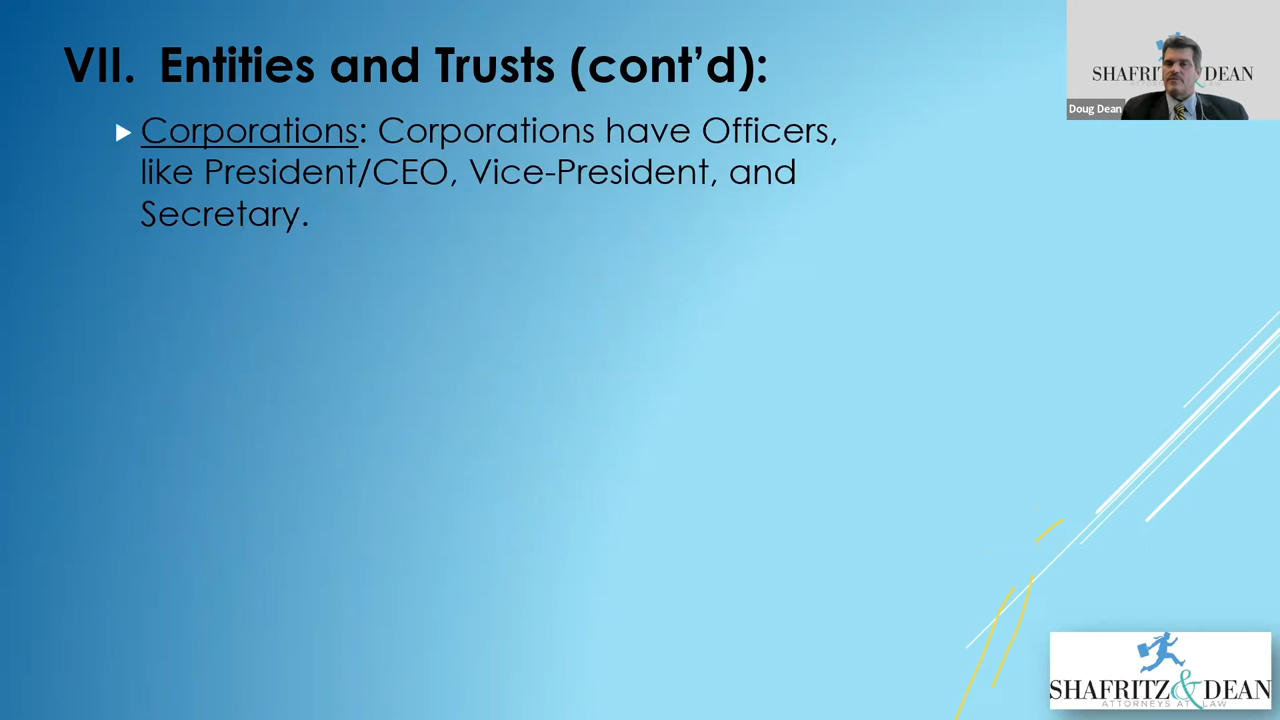 VII. Entities and Trusts (cont’d):
Corporations: Corporations have Officers,
like President/CEO, Vice-President, and
Secretary.
SHAFRITZ & DEAN
Doug Dean
SHAFRITZ & DEAN
ATTORNEYS AT LAW